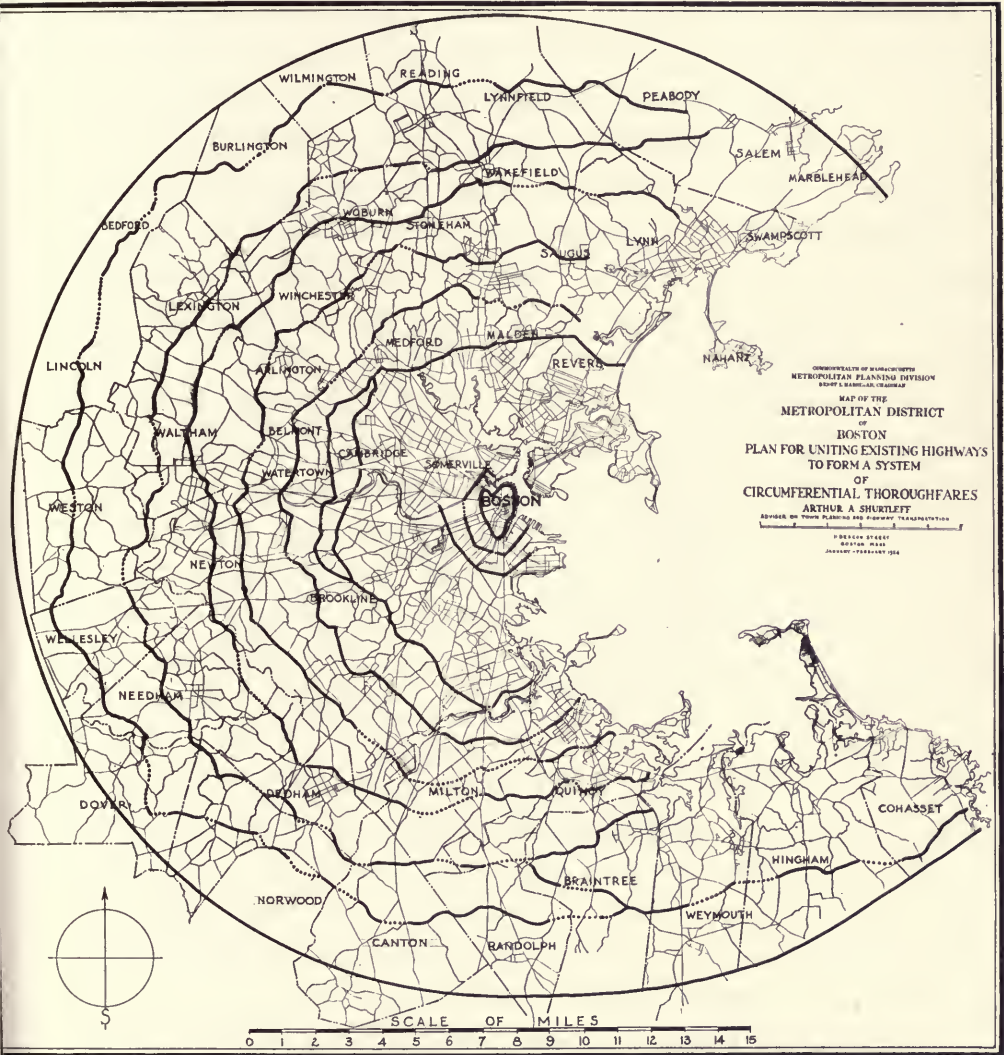 WILMINGTON
READING
LYNNFIELD
PEABODY
BURLINGTON
SALEM
WAKEFIELD
MARBLEHEAD
BEDFORD
WOBURN
STONEHAM
LYNN
SWAMPSCOTT
SAUGUS
LEXINGTON
WINCHESTER
MALDEN
MEDFORD
REVERE
NAHANT
LINCOLN
ARLINGTON
COMMONWEALTH OF MASSACHUSETTS
METROPOLITAN PLANNING DIVISION
MAP OF THE
METROPOLITAN DISTRICT
OF
BOSTON
PLAN FOR UNITING EXISTING HIGHWAYS
TO FORM A SYSTEM
OF
CIRCUMFERENTIAL THOROUGHFARES
ARTHUR A SHURTLEFF
ADVISER ON TOWN PLANNING AND HIGHWAY TRANSPORTATION
BEACON STREET
BOSTON MASS
JANUARY - FEBRUARY 1924
WALTHAM
BELMONT
CAMBRIDGE
SOMERVILLE
WATERTOWN
BOSTON
WESTON
NEWTON
BROOKLINE
WELLESLEY
NEEDHAM
DOVER
DEDHAM
MILTON
QUINCY
COHASSET
HINGHAM
BRAINTREE
NORWOOD
WEYMOUTH
CANTON
RANDOLPH
S
SCALE OF MILES
0 1 2 3 4 5 6 7 8 9 10 11 12 13 14 15